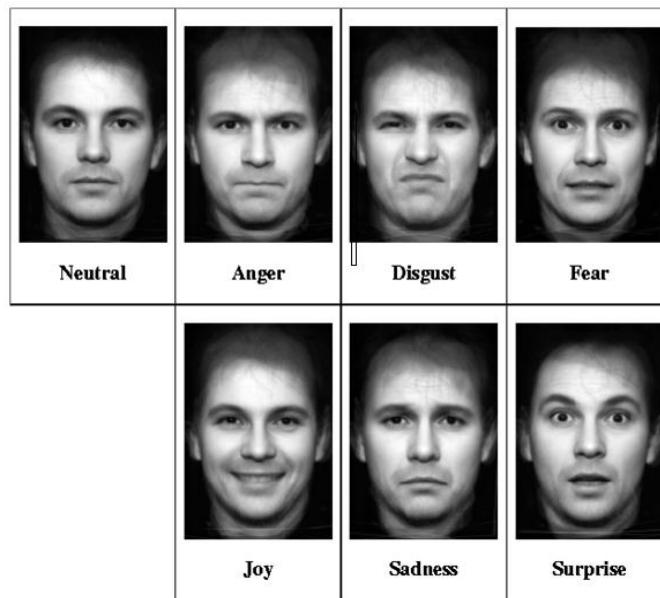 Neutral
Anger
Disgust
Fear
Joy
Sadness
Surprise